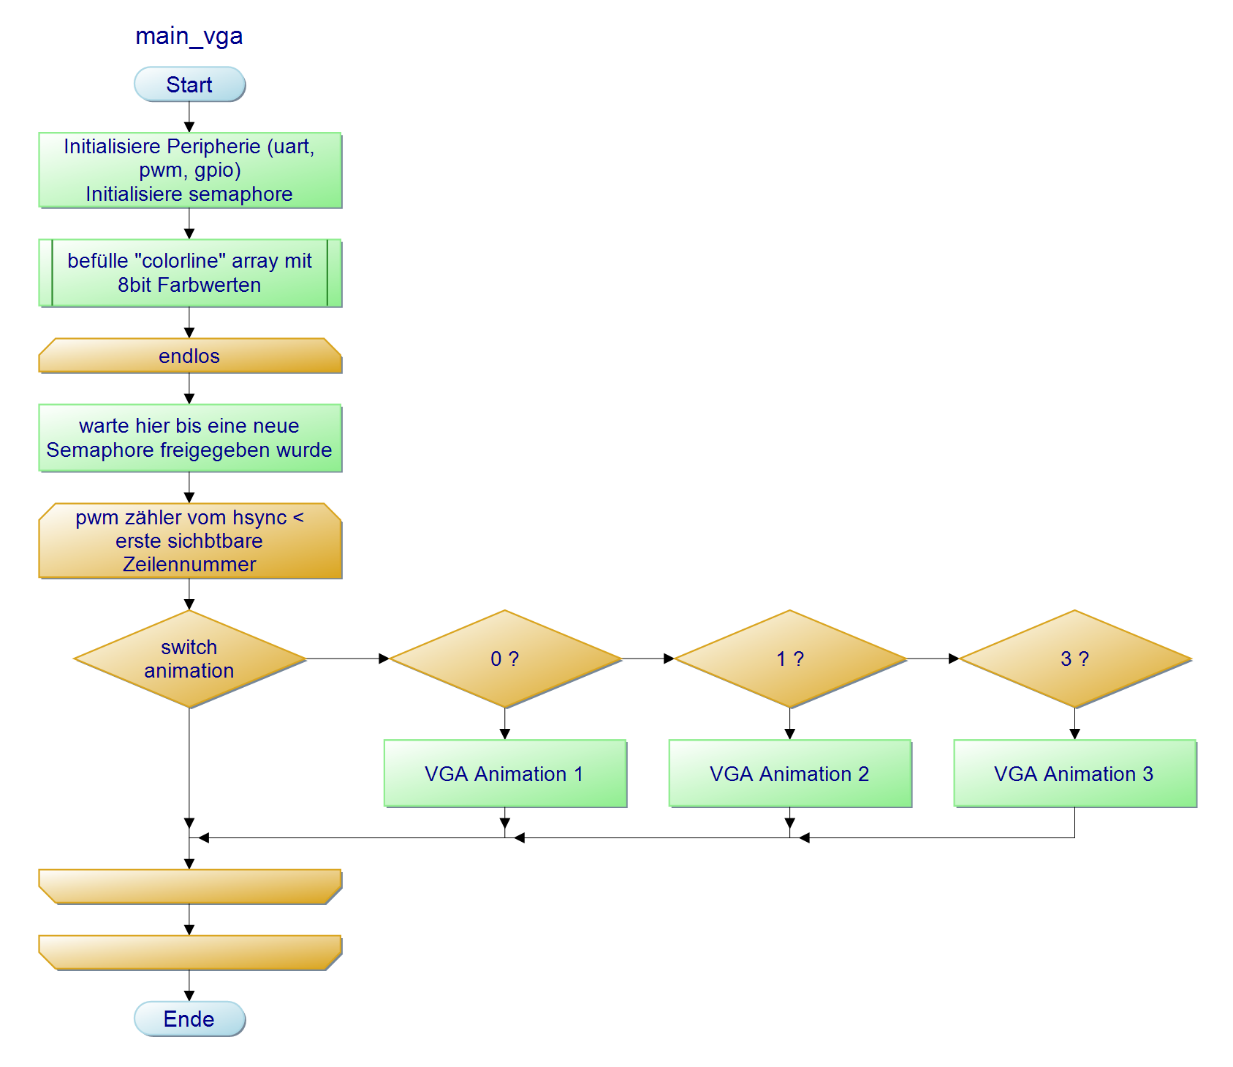 main_vga
Start
Initialisiere Peripherie (uart,
pwm, gpio)
Initialisiere semaphore
befülle "colorline" array mit
8bit Farbwerten
endlos
warte hier bis eine neue
Semaphore freigegeben wurde
pwm zähler vom hsync <
erste sichbtbare
Zeilennummer
switch
animation
0 ?
1 ?
3 ?
VGA Animation 1
VGA Animation 2
VGA Animation 3
Ende